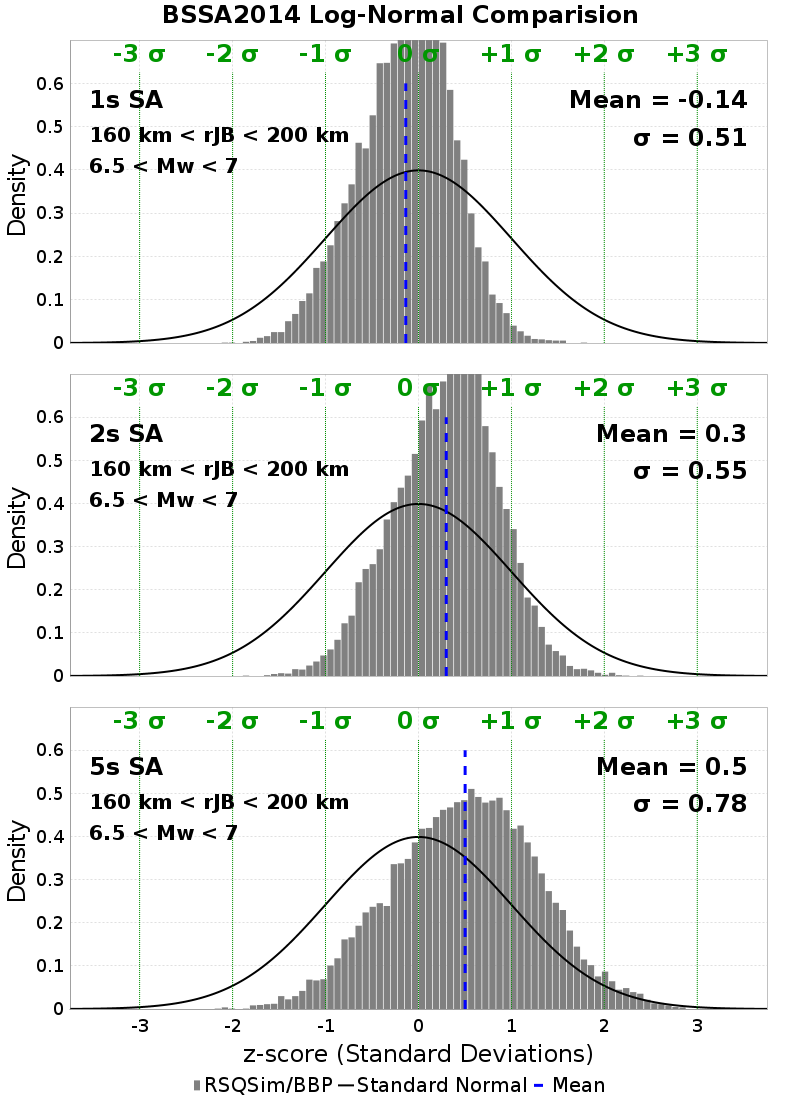 BSSA2014 Log-Normal Comparision
-3 σ -2 σ -1 σ 0 σ +1 σ +2 σ +3 σ
0.6
1s SA Mean = -0.14
0.5 160 km < rJB < 200 km σ = 0.51
0.4 6.5 < Mw < 7
0.3
0.2
0.1
0
Density
-3 σ -2 σ -1 σ 0 σ +1 σ +2 σ +3 σ
0.6
2s SA Mean = 0.3
0.5 160 km < rJB < 200 km σ = 0.55
0.4 6.5 < Mw < 7
0.3
0.2
0.1
0
Density
-3 σ -2 σ -1 σ 0 σ +1 σ +2 σ +3 σ
0.6
5s SA Mean = 0.5
0.5 160 km < rJB < 200 km σ = 0.78
0.4 6.5 < Mw < 7
0.3
0.2
0.1
0
Density
-3 -2 -1 0 1 2 3
z-score (Standard Deviations)
RSQSim/BBP Standard Normal Mean